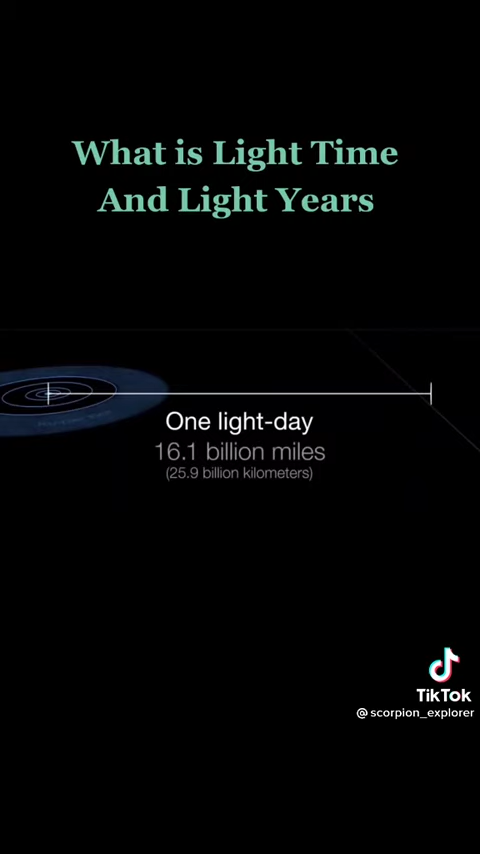 What is Light Time
And Light Years
One light-day
16.1 billion miles
(25.9 billion kilometers)
TikTok
@scorpion_explorer